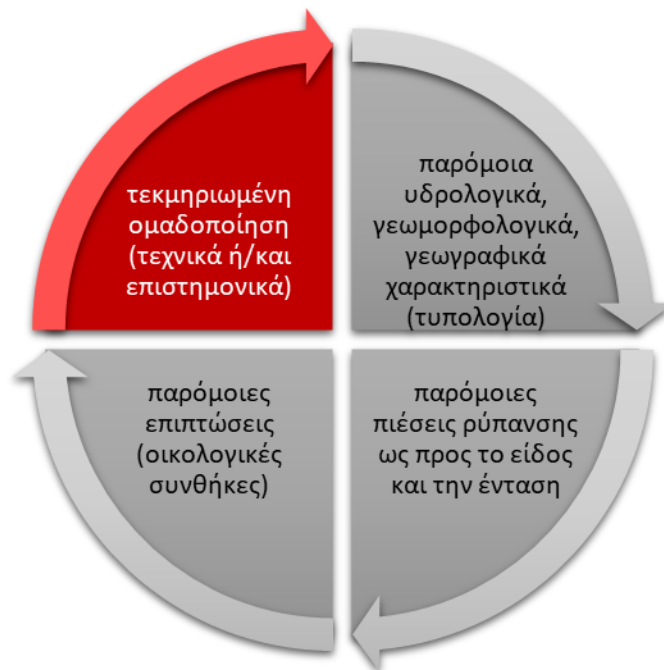 τεκμηριωμένη
ομαδοποίηση
(τεχνικά ή/και
επιστημονικά)
παρόμοια
υδρολογικά,
γεωμορφολογικά,
γεωγραφικά
χαρακτηριστικά
(τυπολογία)
παρόμοιες
επιπτώσεις
(οικολογικές
συνθήκες)
παρόμοιες
πιέσεις ρύπανσης
ως προς το είδος
και την ένταση